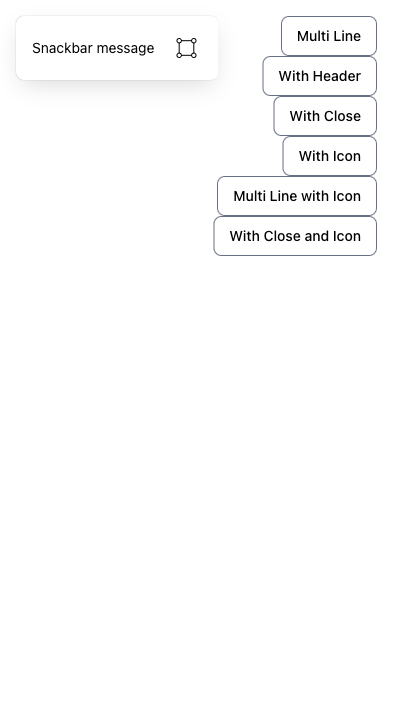 Snackbar message
Multi Line
With Header
With Close
With Icon
Multi Line with Icon
With Close and Icon